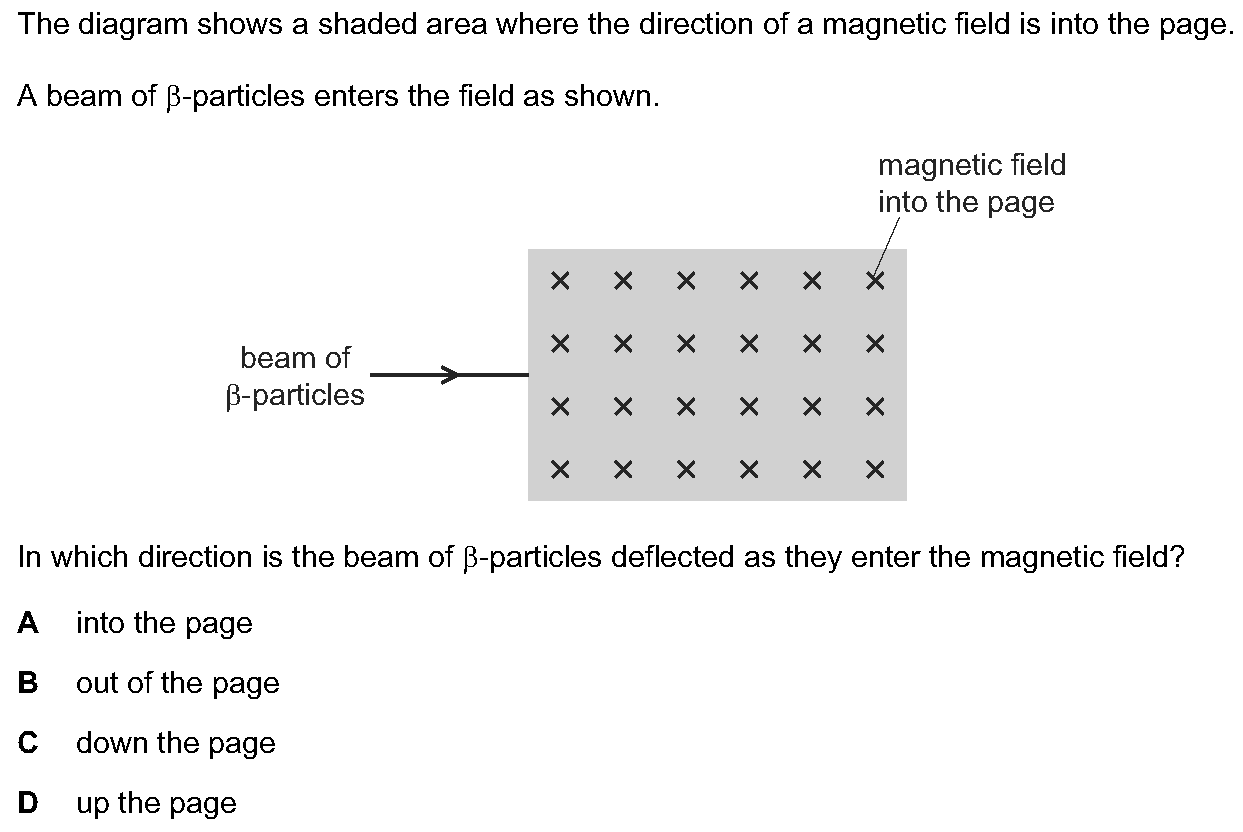 The diagram shows a shaded area where the direction of a magnetic field is into the page.
A beam of β-particles enters the field as shown.
magnetic field
into the page
beam of
β-particles
In which direction is the beam of β-particles deflected as they enter the magnetic field?
A into the page
B out of the page
C down the page
D up the page